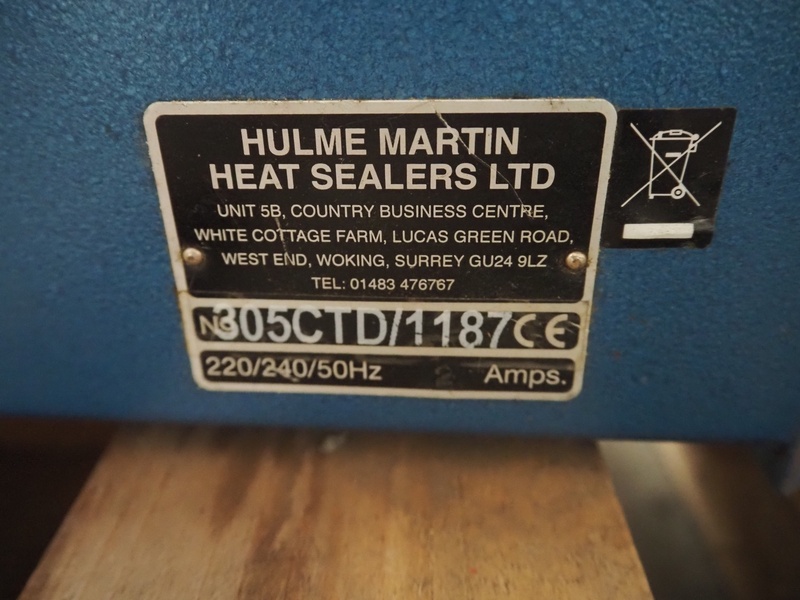 HULME MARTIN
HEAT SEALERS LTD
UNIT 5B, COUNTRY BUSINESS CENTRE,
WHITE COTTAGE FARM, LUCAS GREEN ROAD,
WEST END, WOKING, SURREY GU24 9LZ
TEL: 01483 476767
No 305CTD/1187 CE
220/240/50Hz 2 Amps.